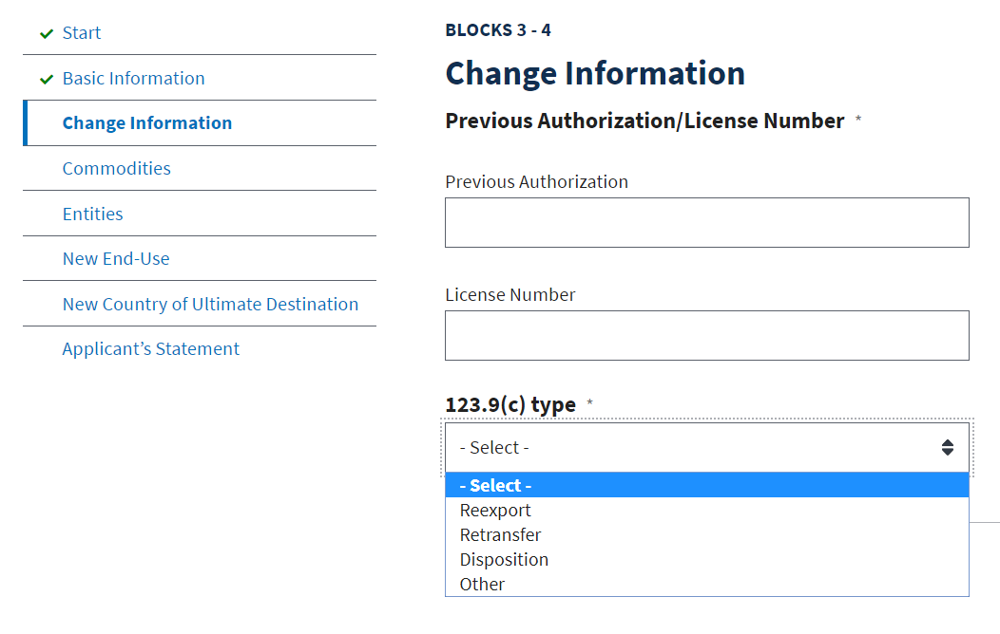 Start
Basic Information
Change Information
Commodities
Entities
New End-Use
New Country of Ultimate Destination
Applicant’s Statement
BLOCKS 3 - 4
Change Information
Previous Authorization/License Number *
Previous Authorization
License Number
123.9(c) type *
- Select -
- Select -
Reexport
Retransfer
Disposition
Other